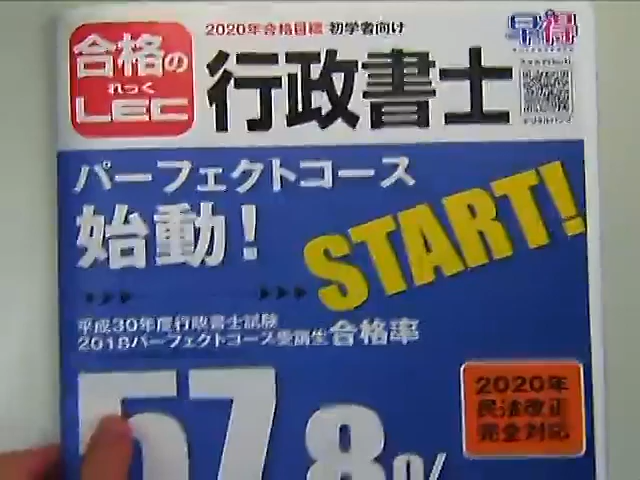 2020年合格目標 初学者向け
早得
合格の
れっく
LEC
行政書士
パーフェクトコース
始動!
START!
平成30年度行政書士試験
2018パーフェクトコース受講生合格率
57.8%
2020年
民法改正
完全対応